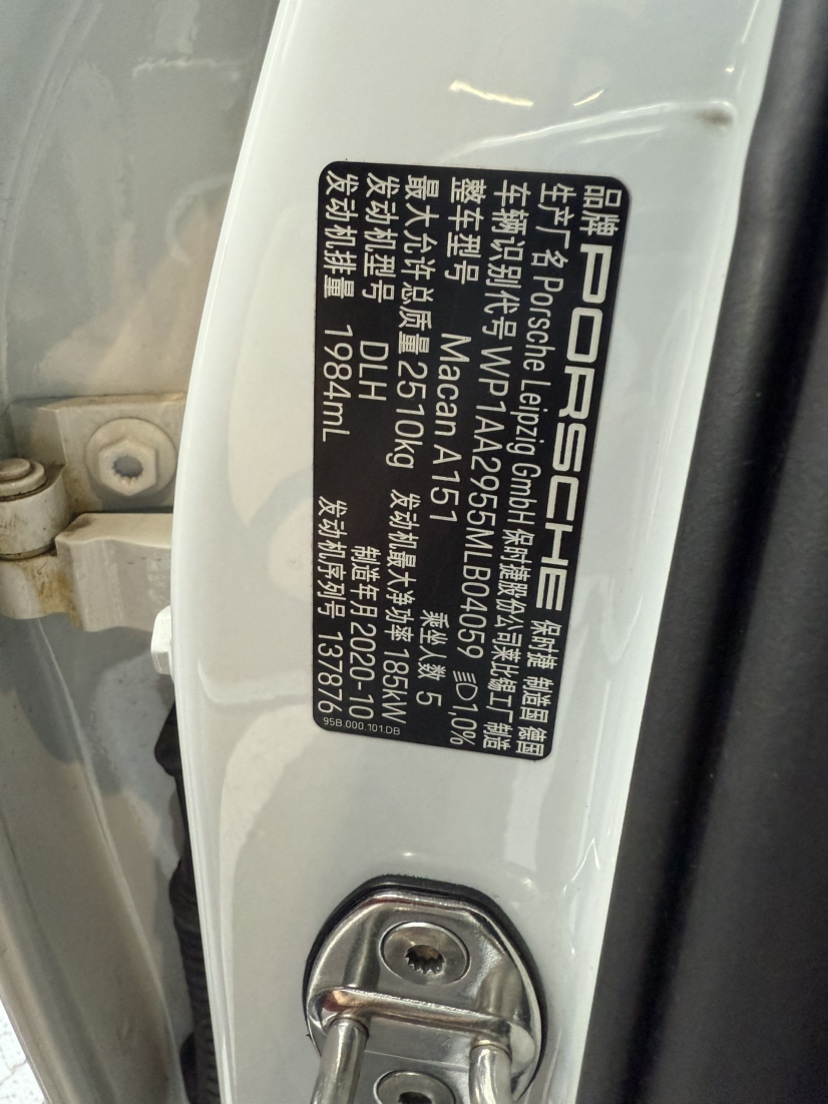 品牌 PORSCHE 保时捷 制造国 德国
生产厂名 Porsche Leipzig GmbH 保时捷股份公司莱比锡工厂制造
车辆识别代号 WP1AA2955MLB04059 1,0%
整车型号 Macan A151 乘坐人数 5
最大允许总质量 2510kg 发动机最大净功率 185kW
发动机型号 DLH 制造年月 2020-10
发动机排量 1984mL 发动机序列号 137876
95B.000.101.DB